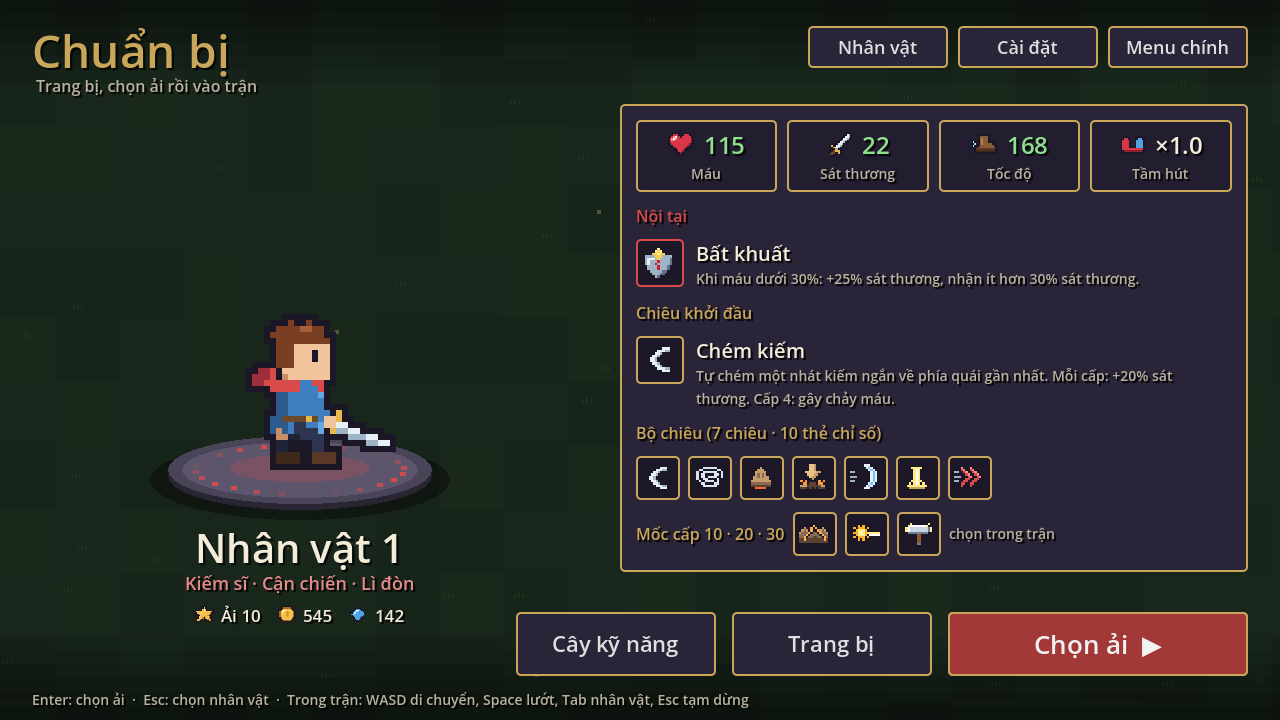 Chuẩn bị
Trang bị, chọn ải rồi vào trận
Nhân vật
Cài đặt
Menu chính
115
Máu
22
Sát thương
168
Tốc độ
×1.0
Tầm hút
Nội tại
Bất khuất
Khi máu dưới 30%: +25% sát thương, nhận ít hơn 30% sát thương.
Chiêu khởi đầu
Chém kiếm
Tự chém một nhát kiếm ngắn về phía quái gần nhất. Mỗi cấp: +20% sát
thương. Cấp 4: gây chảy máu.
Bộ chiêu (7 chiêu · 10 thẻ chỉ số)
Mốc cấp 10 · 20 · 30
chọn trong trận
Nhân vật 1
Kiếm sĩ · Cận chiến · Lì đòn
Ải 10
545
142
Cây kỹ năng
Trang bị
Chọn ải ▶
Enter: chọn ải · Esc: chọn nhân vật · Trong trận: WASD di chuyển, Space lướt, Tab nhân vật, Esc tạm dừng